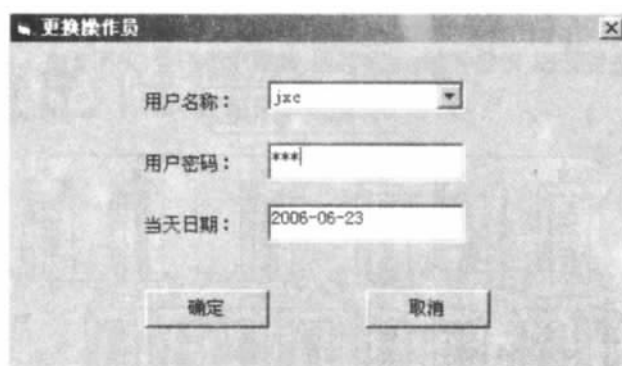 更换操作员
用户名称： jxc
用户密码： ***
当天日期： 2006-06-23
确定 取消